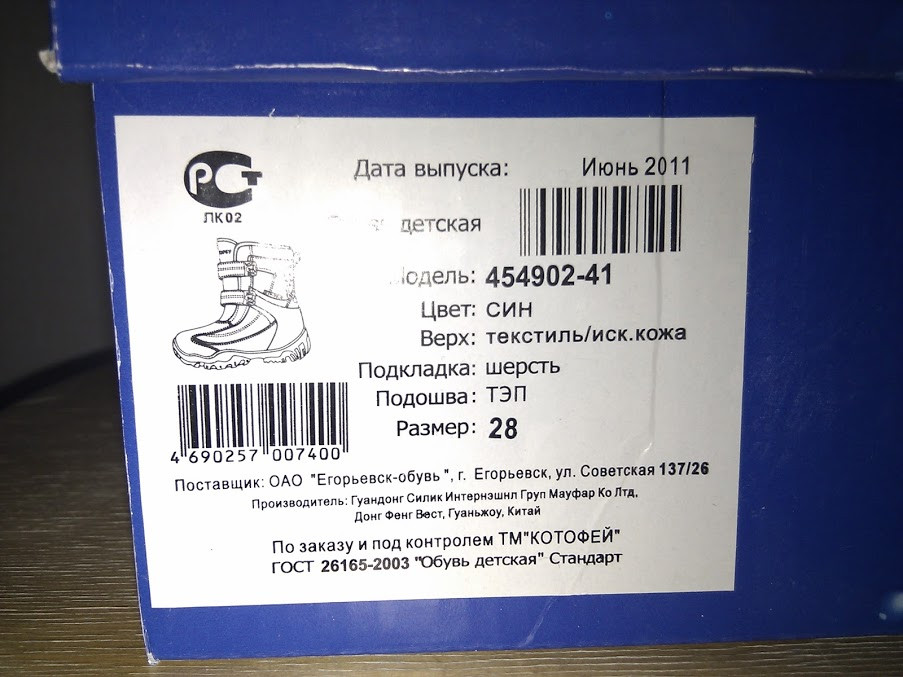 Дата выпуска: Июнь 2011
РСТ
ЛК02
детская
Модель: 454902-41
Цвет: СИН
Верх: текстиль/иск.кожа
Подкладка: шерсть
Подошва: ТЭП
Размер: 28
4 690257 007400
Поставщик: ОАО "Егорьевск-обувь", г. Егорьевск, ул. Советская 137/26
Производитель: Гуандонг Силик Интернэшнл Груп Мауфар Ко Лтд,
Донг Фенг Вест, Гуаньжоу, Китай
По заказу и под контролем ТМ"КОТОФЕЙ"
ГОСТ 26165-2003 "Обувь детская" Стандарт